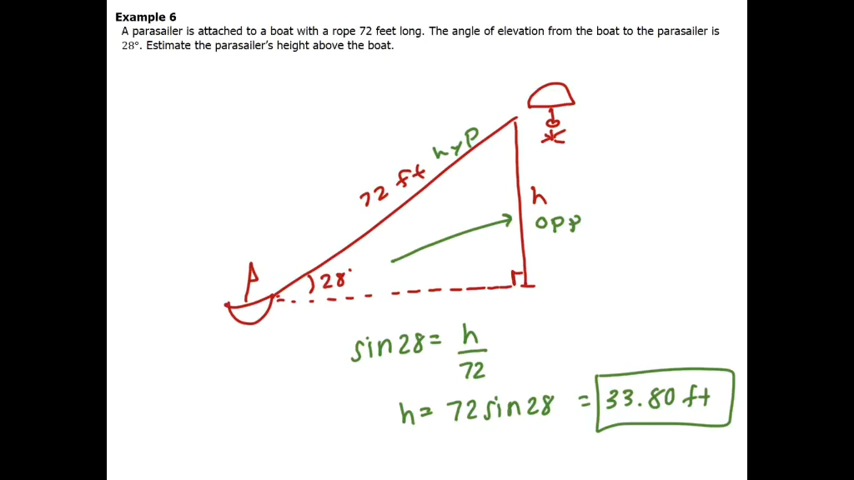 Example 6
A parasailer is attached to a boat with a rope 72 feet long. The angle of elevation from the boat to the parasailer is
28°. Estimate the parasailer's height above the boat.
72 ft hyp
h
opp
28°
sin28 = h/72
h = 72 sin28 = 33.80 ft